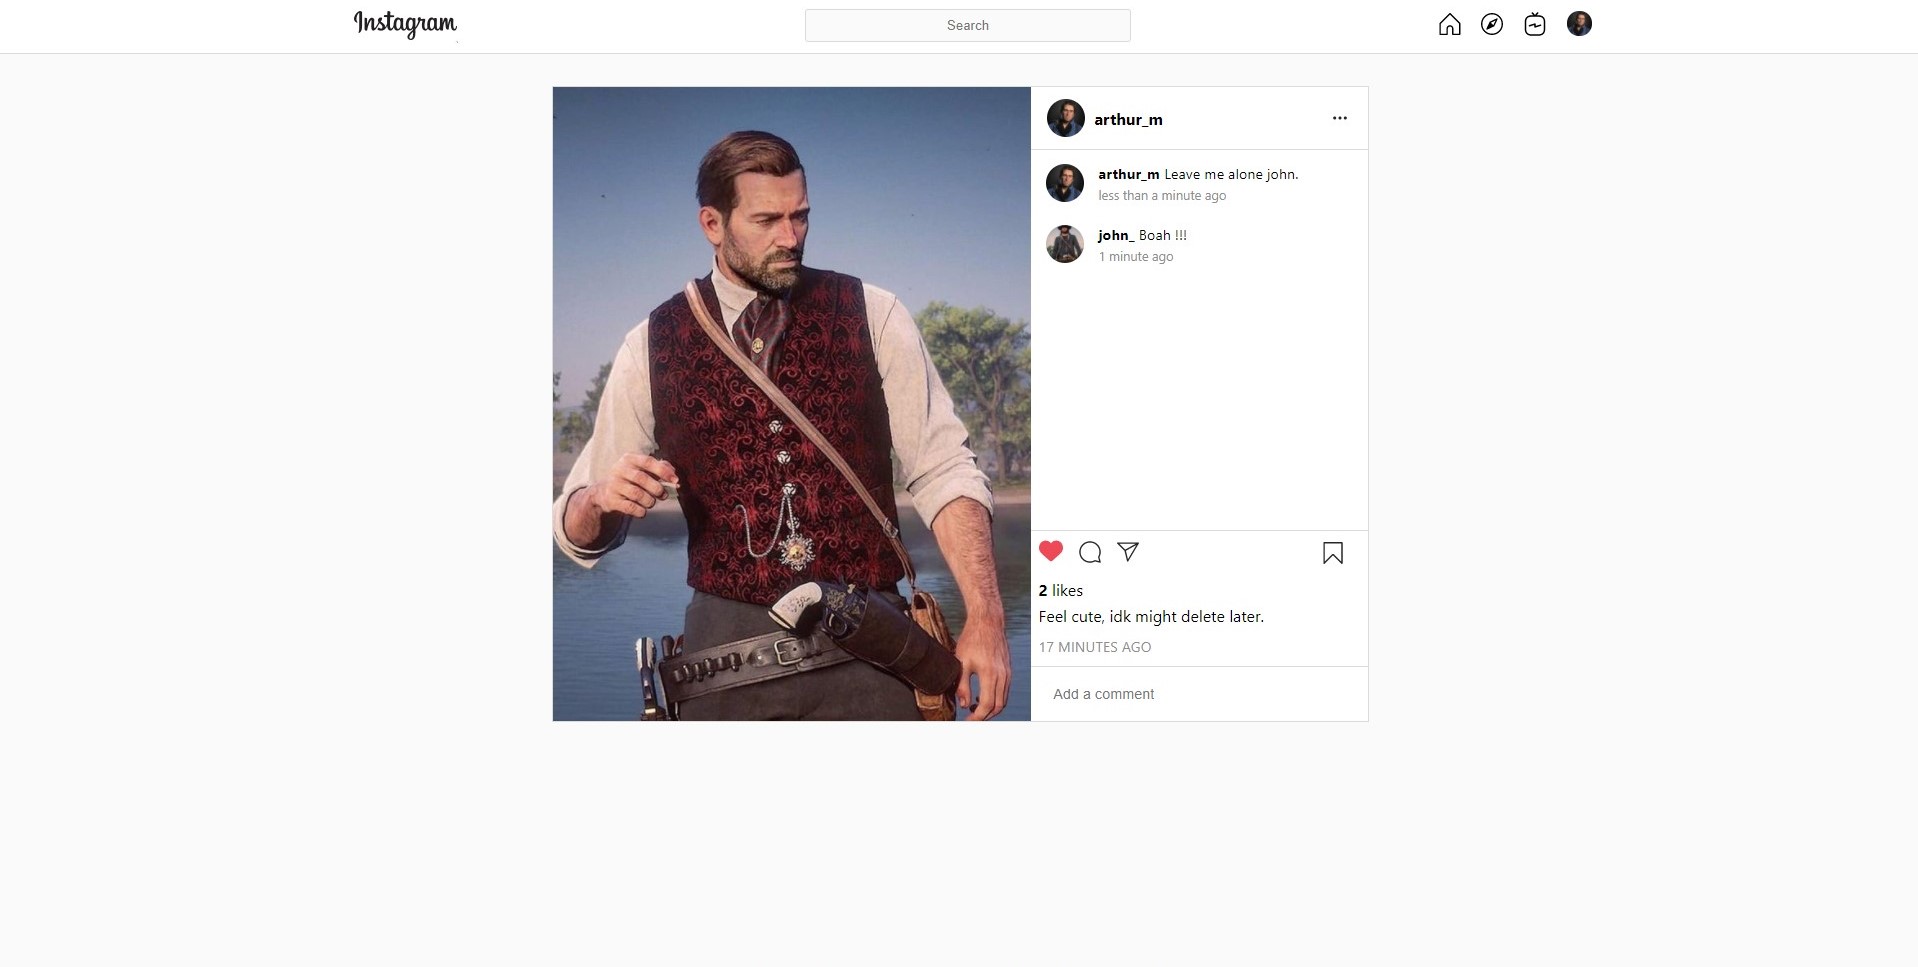 Instagram
Search
arthur_m
arthur_m Leave me alone john.
less than a minute ago
john_ Boah !!!
1 minute ago
2 likes
Feel cute, idk might delete later.
17 MINUTES AGO
Add a comment